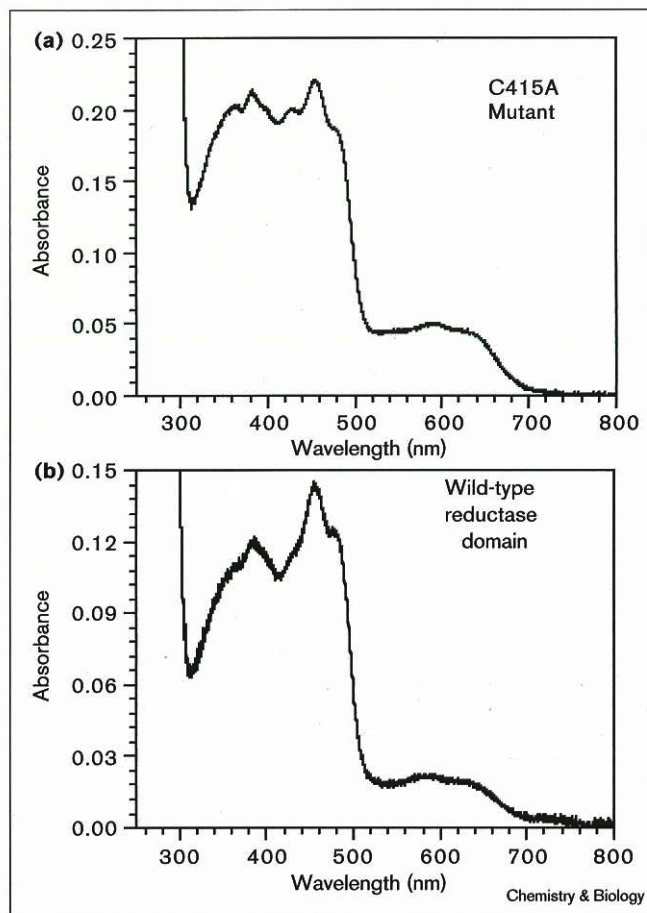 (a)
0.25
0.20
0.15
0.10
0.05
0.00
Absorbance
C415A
Mutant
300 400 500 600 700 800
Wavelength (nm)
(b)
0.15
0.12
0.09
0.06
0.03
0.00
Absorbance
Wild-type
reductase
domain
300 400 500 600 700 800
Wavelength (nm)
Chemistry & Biology